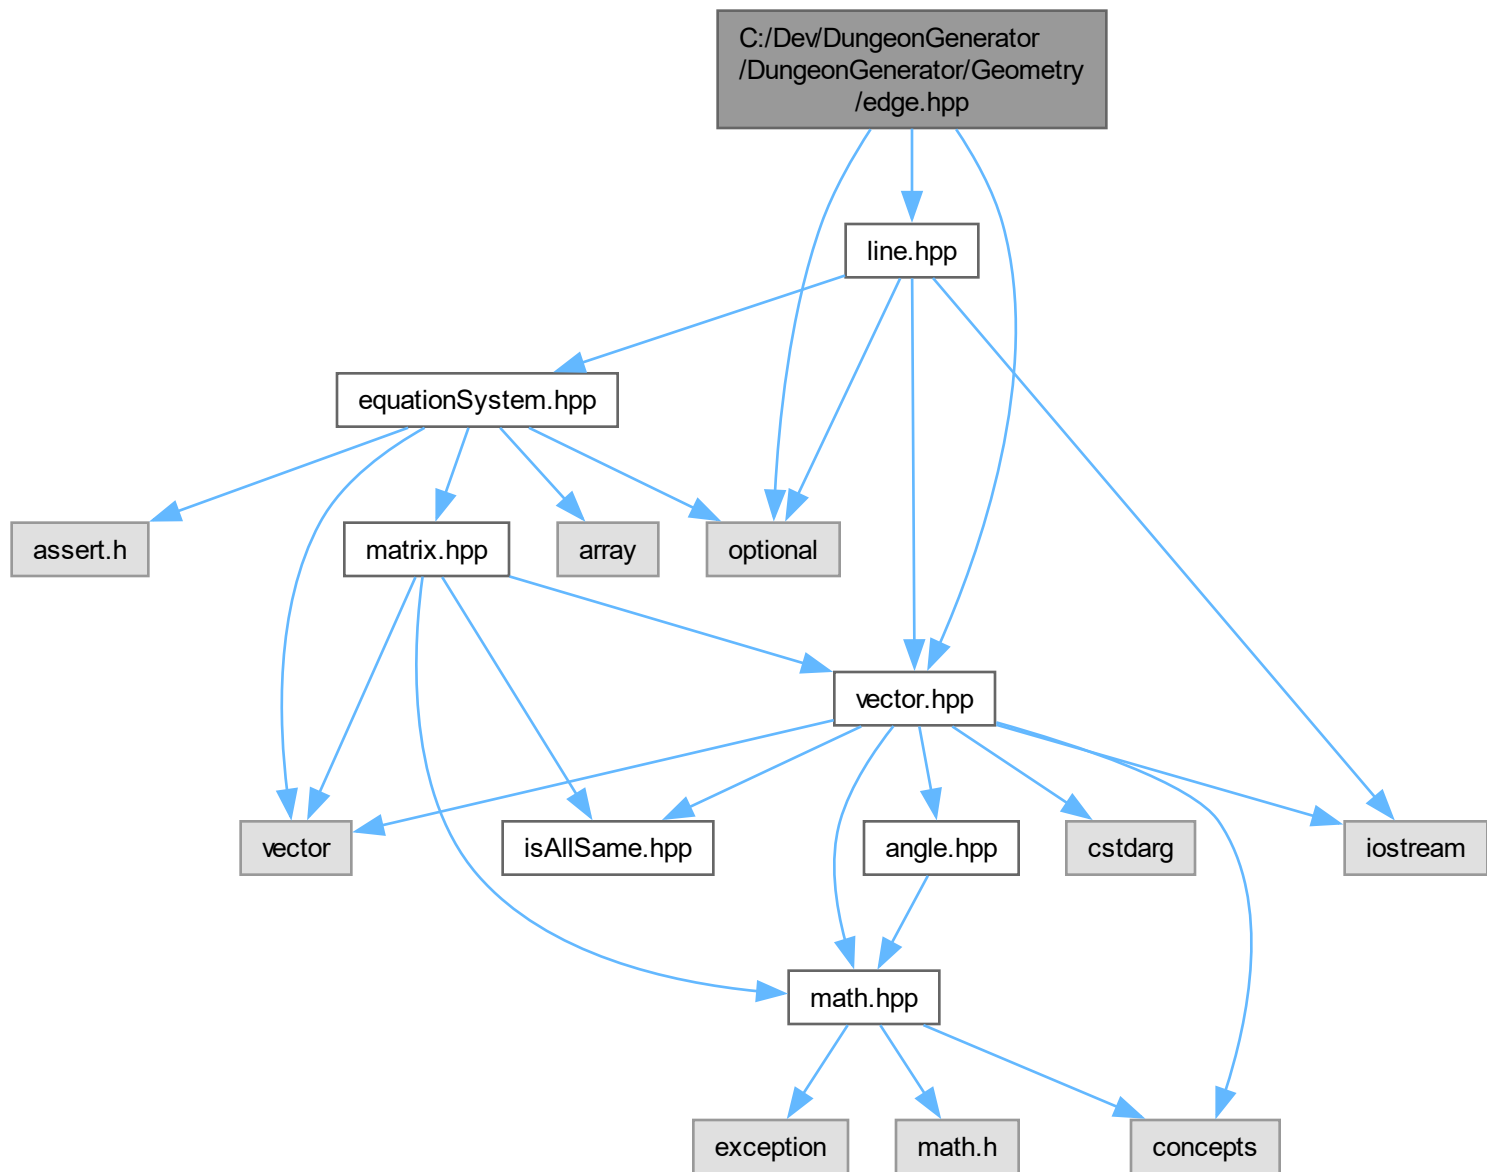 C:/Dev/DungeonGenerator
/DungeonGenerator/Geometry
/edge.hpp
line.hpp
equationSystem.hpp
assert.h
matrix.hpp
array
optional
vector.hpp
vector
isAllSame.hpp
angle.hpp
cstdarg
iostream
math.hpp
exception
math.h
concepts